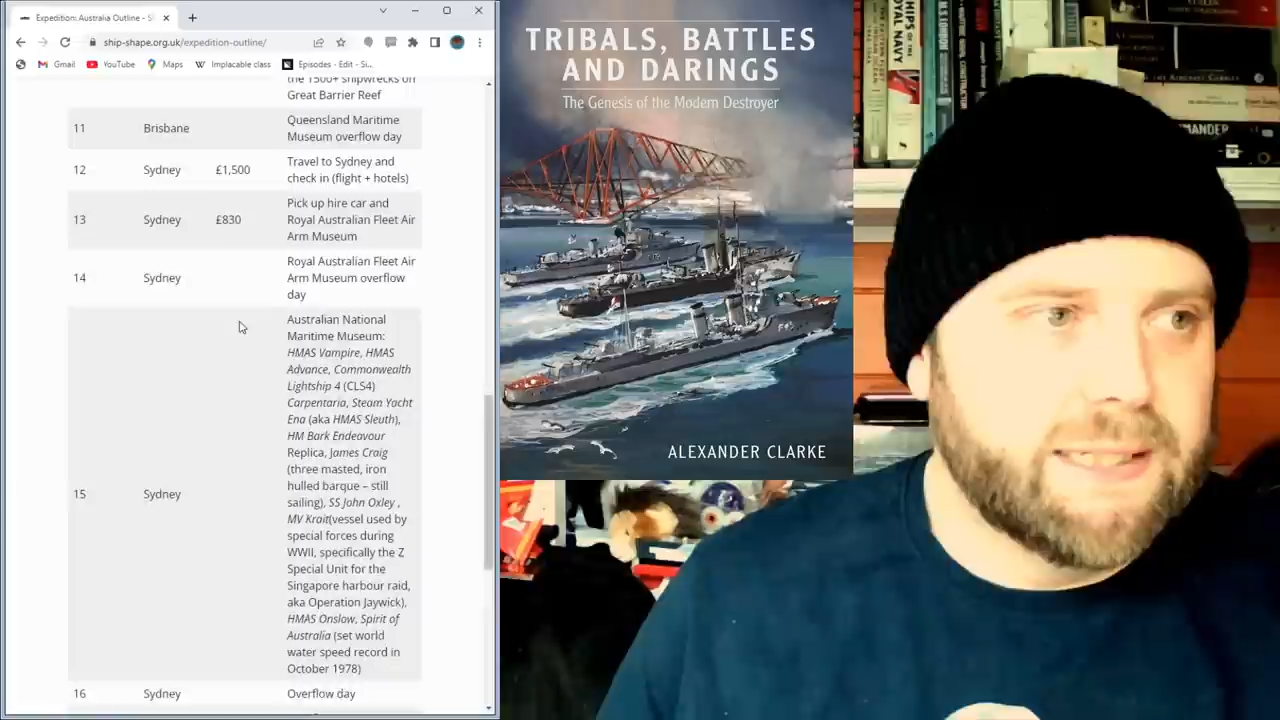 Expedition: Australia Outline - S
ship-shape.org.uk/expedition-outline/
Gmail
YouTube
Maps
Implacable class
Episodes - Edit - Si...
the 1500+ shipwrecks on
Great Barrier Reef
11 Brisbane Queensland Maritime
Museum overflow day
12 Sydney £1,500 Travel to Sydney and
check in (flight + hotels)
13 Sydney £830 Pick up hire car and
Royal Australian Fleet Air
Arm Museum
14 Sydney Royal Australian Fleet Air
Arm Museum overflow
day
15 Sydney Australian National
Maritime Museum:
HMAS Vampire, HMAS
Advance, Commonwealth
Lightship 4 (CLS4)
Carpentaria, Steam Yacht
Ena (aka HMAS Sleuth),
HM Bark Endeavour
Replica, James Craig
(three masted, iron
hulled barque – still
sailing), SS John Oxley ,
MV Krait(vessel used by
special forces during
WWII, specifically the Z
Special Unit for the
Singapore harbour raid,
aka Operation Jaywick),
HMAS Onslow, Spirit of
Australia (set world
water speed record in
October 1978)
16 Sydney Overflow day
TRIBALS, BATTLES
AND DARINGS
The Genesis of the Modern Destroyer
ALEXANDER CLARKE
SHIPS OF THE
ROYAL NAVY
M.S. LONDON